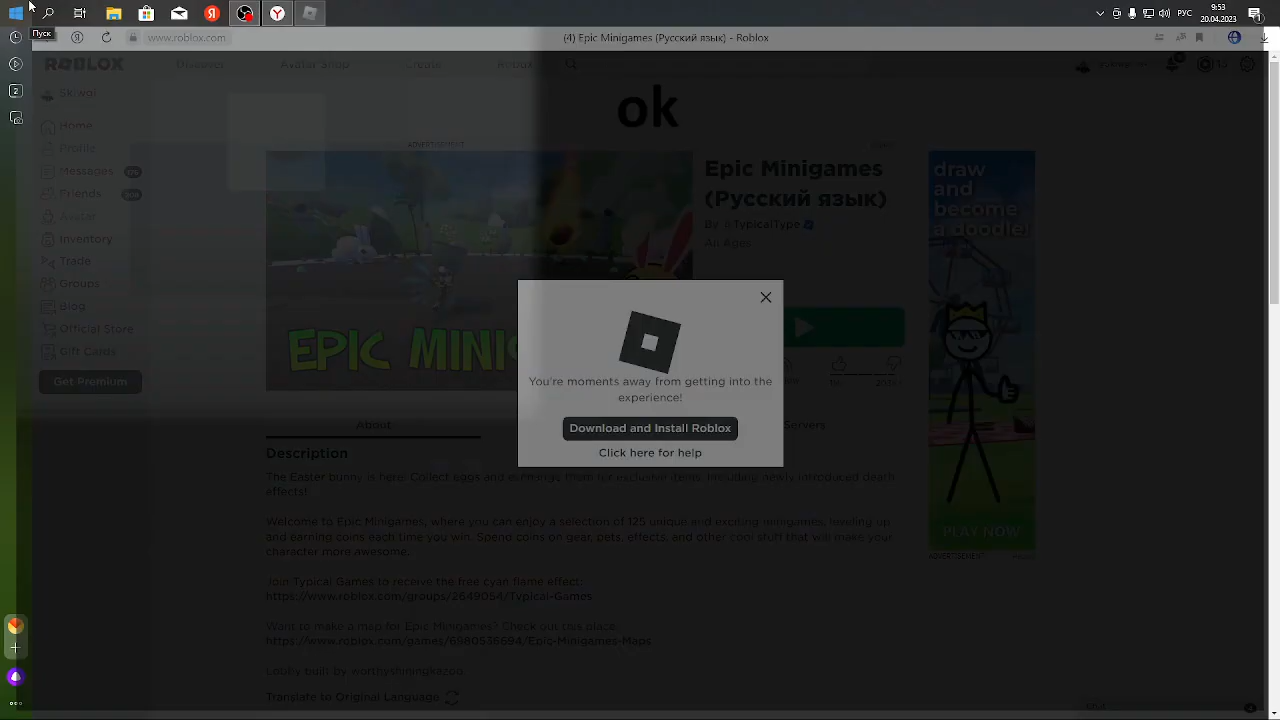 9:53
20.04.2023
Пуск
www.roblox.com
(4) Epic Minigames (Русский язык) - Roblox
ROBLOX
Discover
Avatar Shop
Create
Robux
Home
Profile
Messages
Friends
Avatar
Inventory
Trade
Groups
Blog
Official Store
Gift Cards
Get Premium
ok
ADVERTISEMENT
EPIC MINI
Epic Minigames
(Русский язык)
By @TypicalType
All Ages
You're moments away from getting into the
experience!
Download and Install Roblox
Click here for help
About
Servers
Description
The Easter bunny is here! Collect eggs and exchange them for exclusive items including newly introduced death
effects!
Welcome to Epic Minigames, where you can enjoy a selection of 125 unique and exciting minigames, leveling up
and earning coins each time you win. Spend coins on gear, pets, effects, and other cool stuff that will make your
character more awesome.
Join Typical Games to receive the free cyan flame effect:
https://www.roblox.com/groups/2649054/Typical-Games
Want to make a map for Epic Minigames? Check out this place:
https://www.roblox.com/games/6980536694/Epic-Minigames-Maps
Lobby built by
Translate to Original Language
draw
and
become
a doodle!
PLAY NOW
ADVERTISEMENT